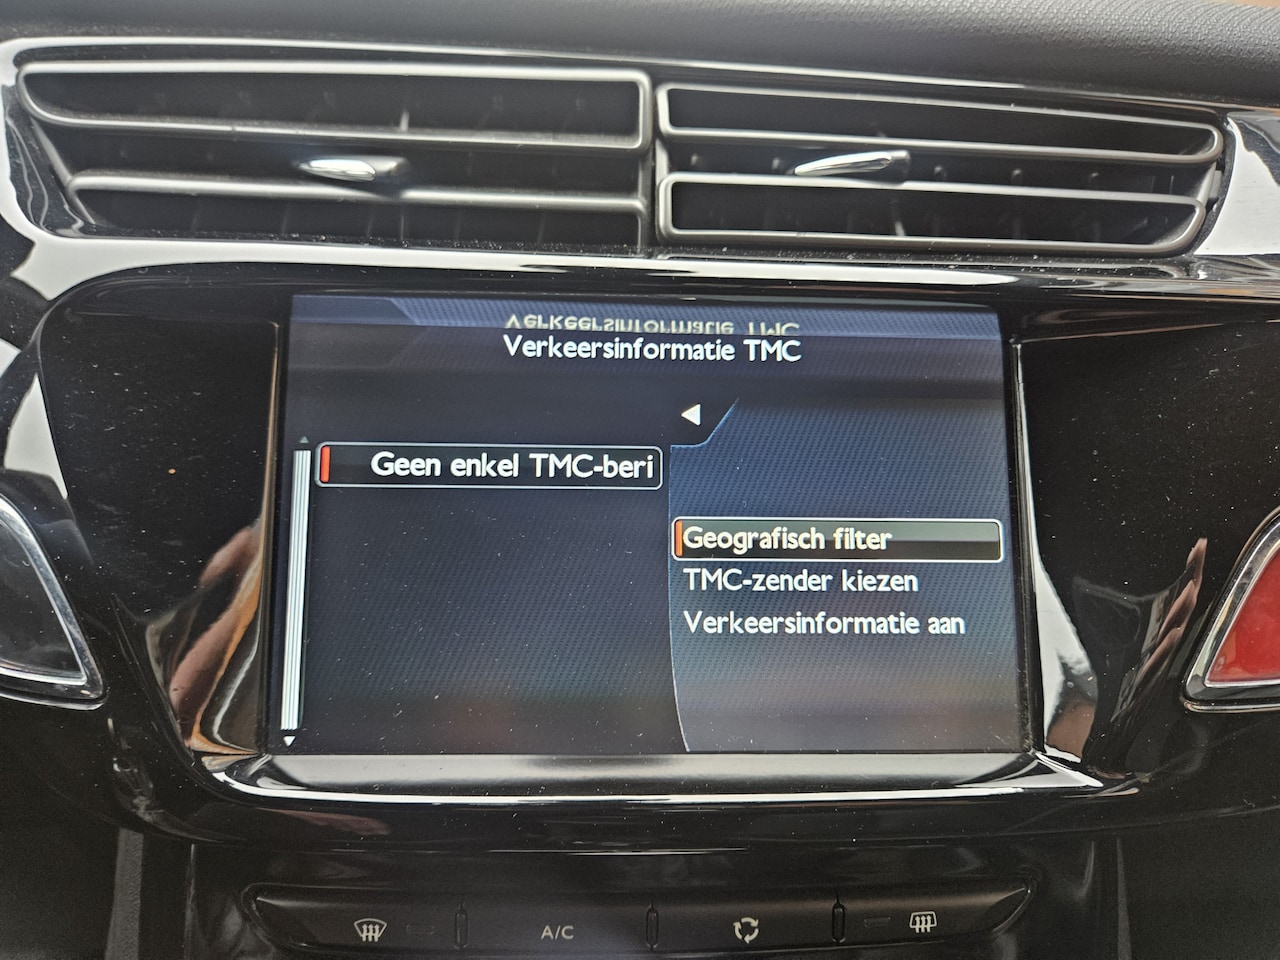 Verkeersinformatie TMC
Geen enkel TMC-beri
Geografisch filter
TMC-zender kiezen
Verkeersinformatie aan
A/C